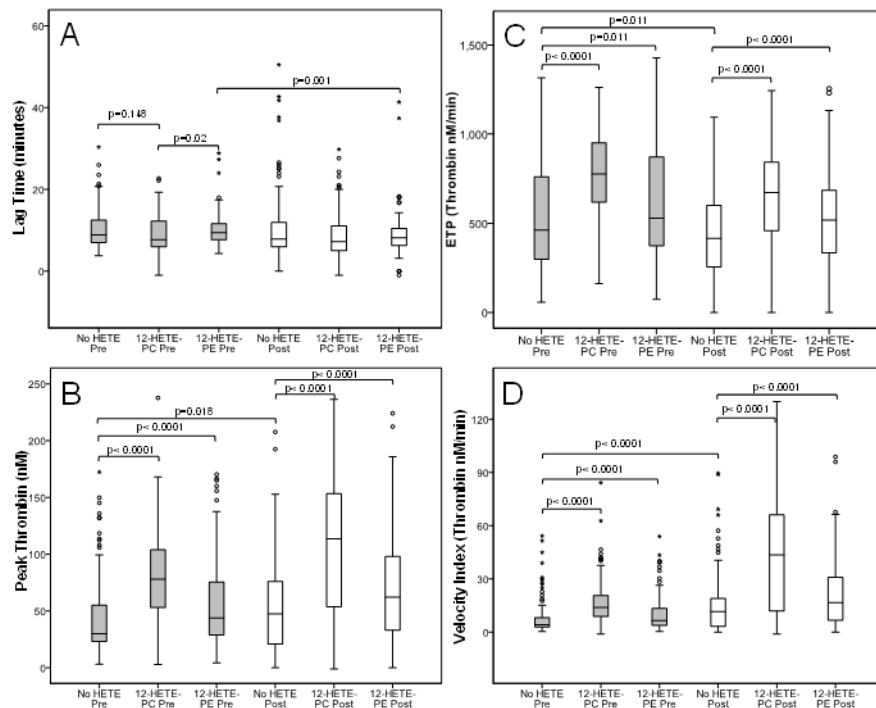 A
Lag Time (minutes)
60
40
20
0
p=0.148
p=0.02
p=0.001
No HETE Pre
12-HETE-PC Pre
12-HETE-PE Pre
No HETE Post
12-HETE-PC Post
12-HETE-PE Post
C
ETP (Thrombin nM/min)
1,500
1,000
500
0
p=0.011
p=0.011
p< 0.0001
p< 0.0001
p< 0.0001
No HETE Pre
12-HETE-PC Pre
12-HETE-PE Pre
No HETE Post
12-HETE-PC Post
12-HETE-PE Post
B
Peak Thrombin (nM)
250
200
150
100
50
0
p< 0.0001
p< 0.0001
p=0.018
p< 0.0001
p< 0.0001
No HETE Pre
12-HETE-PC Pre
12-HETE-PE Pre
No HETE Post
12-HETE-PC Post
12-HETE-PE Post
D
Velocity Index (Thrombin nM/min)
120
90
60
30
0
p< 0.0001
p< 0.0001
p< 0.0001
p< 0.0001
p< 0.0001
No HETE Pre
12-HETE-PC Pre
12-HETE-PE Pre
No HETE Post
12-HETE-PC Post
12-HETE-PE Post